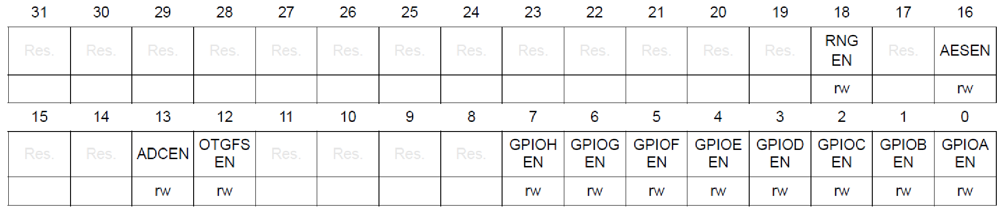 31 30 29 28 27 26 25 24 23 22 21 20 19 18 17 16
Res. Res. Res. Res. Res. Res. Res. Res. Res. Res. Res. Res. Res. RNG EN Res. AESEN
rw rw
15 14 13 12 11 10 9 8 7 6 5 4 3 2 1 0
Res. Res. ADCEN OTGFS EN Res. Res. Res. Res. GPIOH EN GPIOG EN GPIOF EN GPIOE EN GPIOD EN GPIOC EN GPIOB EN GPIOA EN
rw rw rw rw rw rw rw rw rw rw